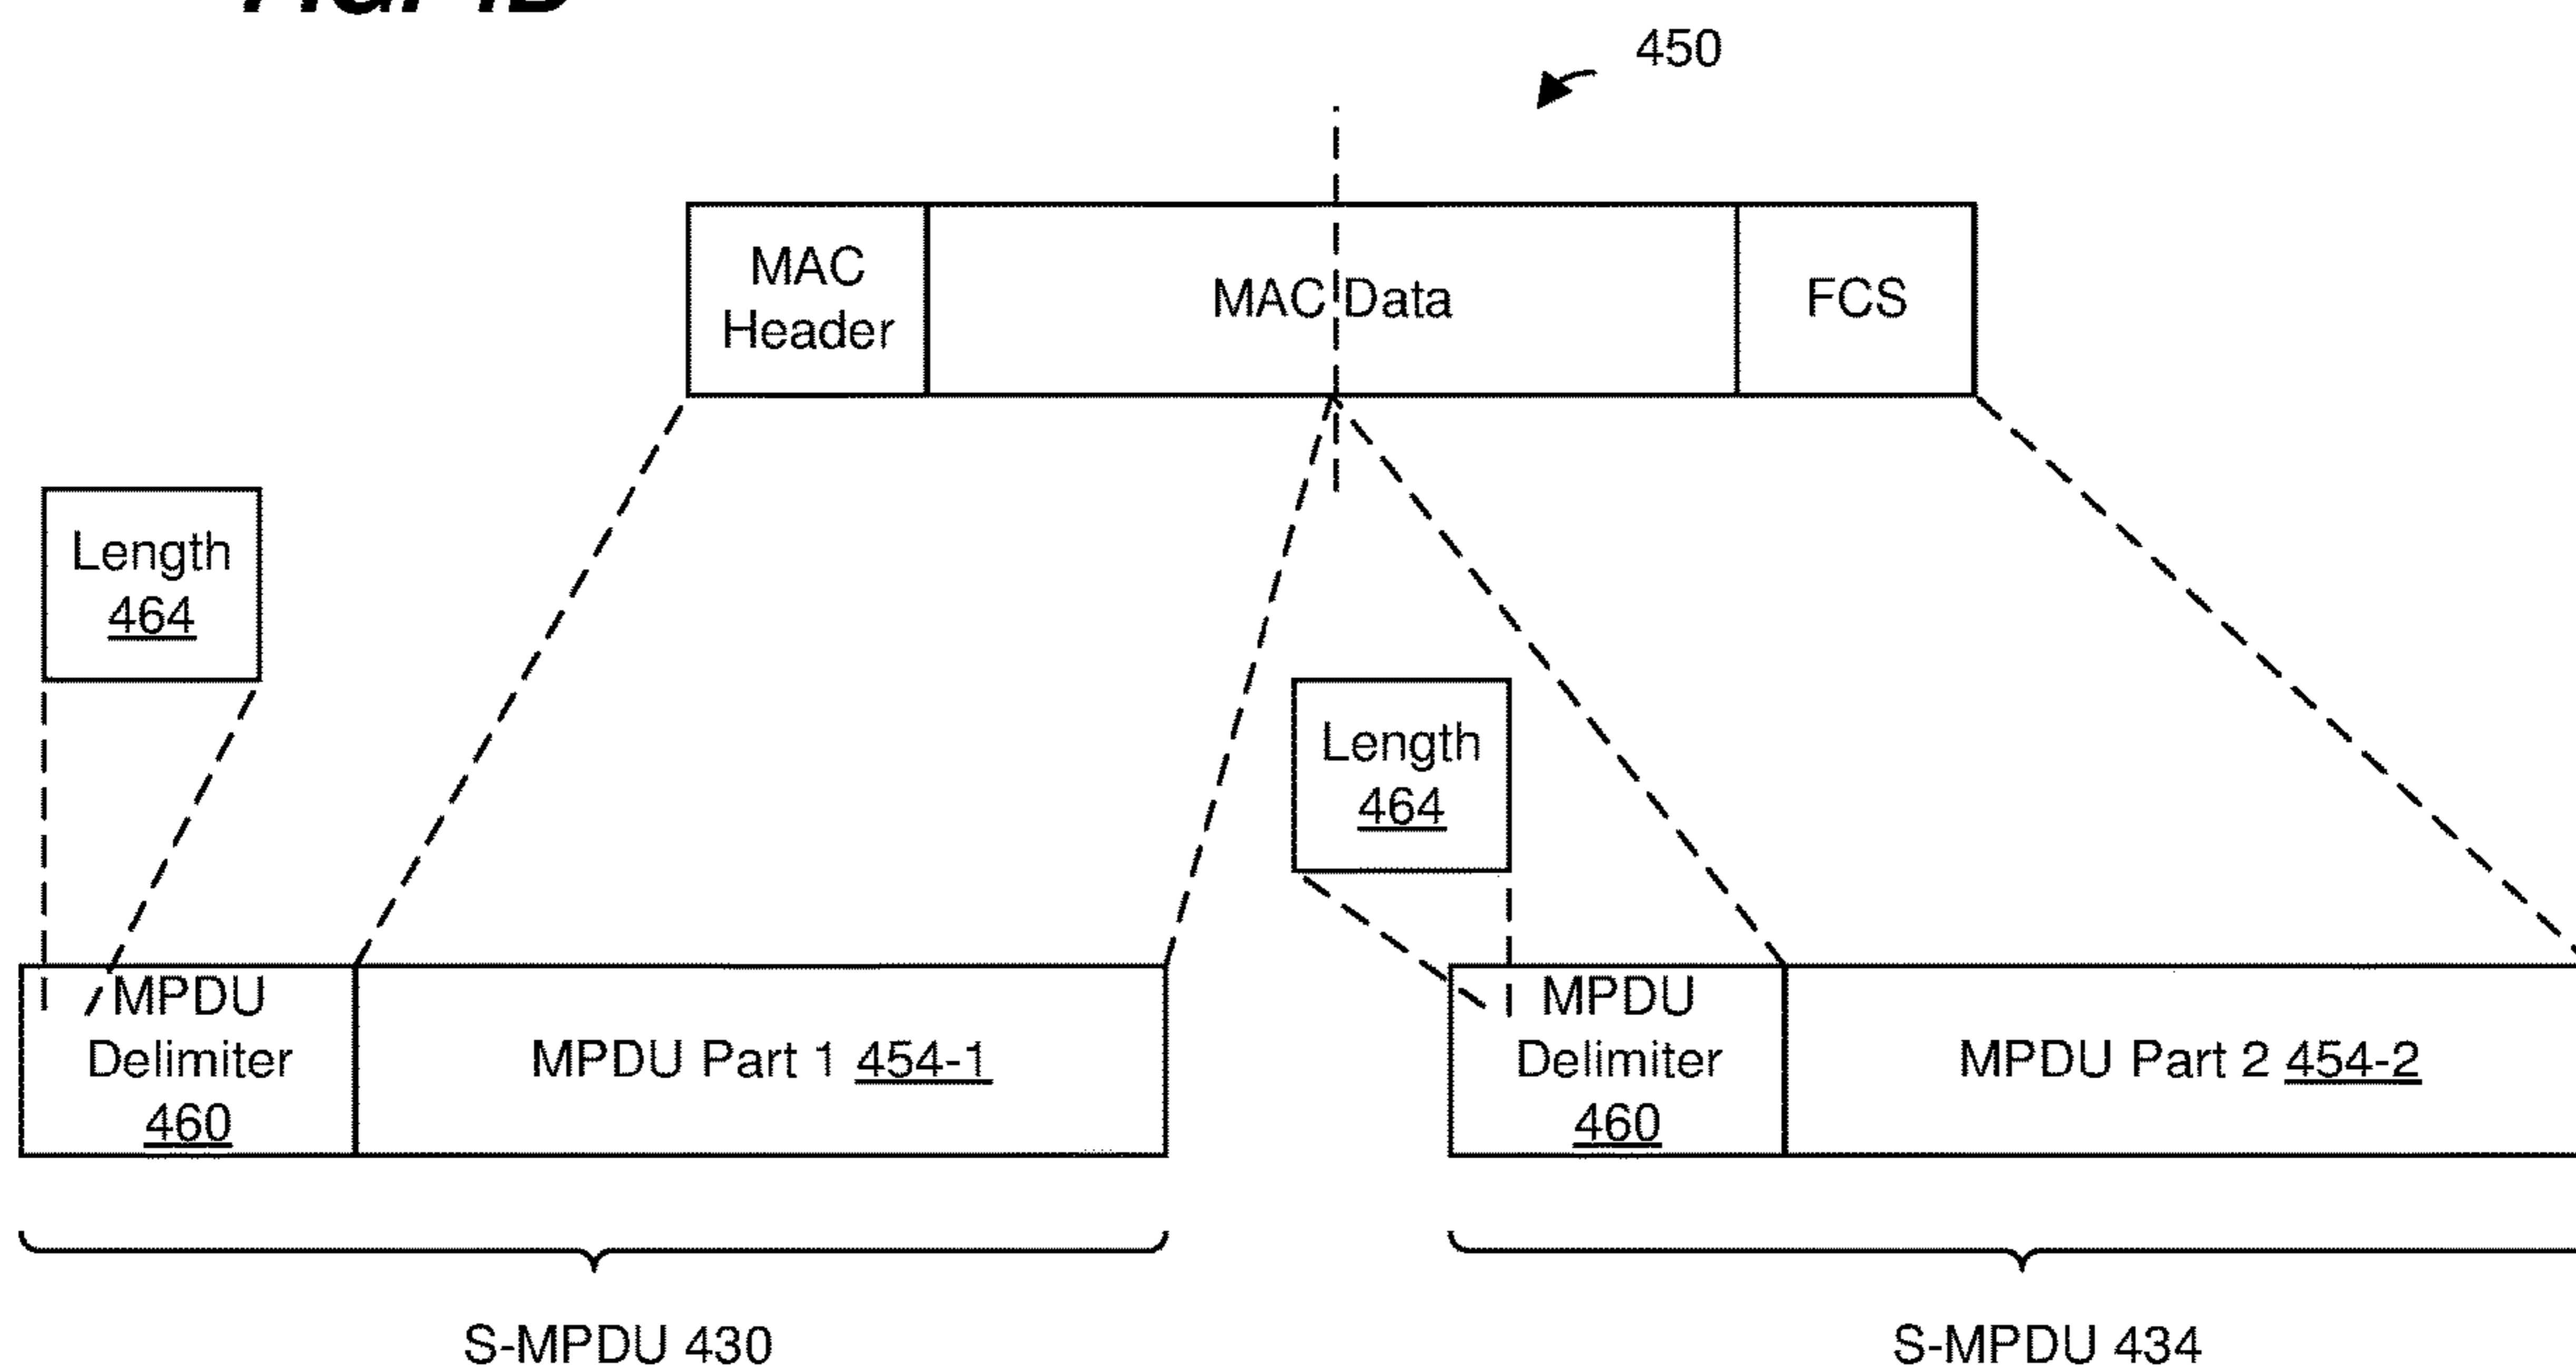 450
MAC
Header
MAC Data
FCS
Length
464
Length
464
MPDU
Delimiter
460
MPDU Part 1 454-1
MPDU
Delimiter
460
MPDU Part 2 454-2
S-MPDU 430
S-MPDU 434